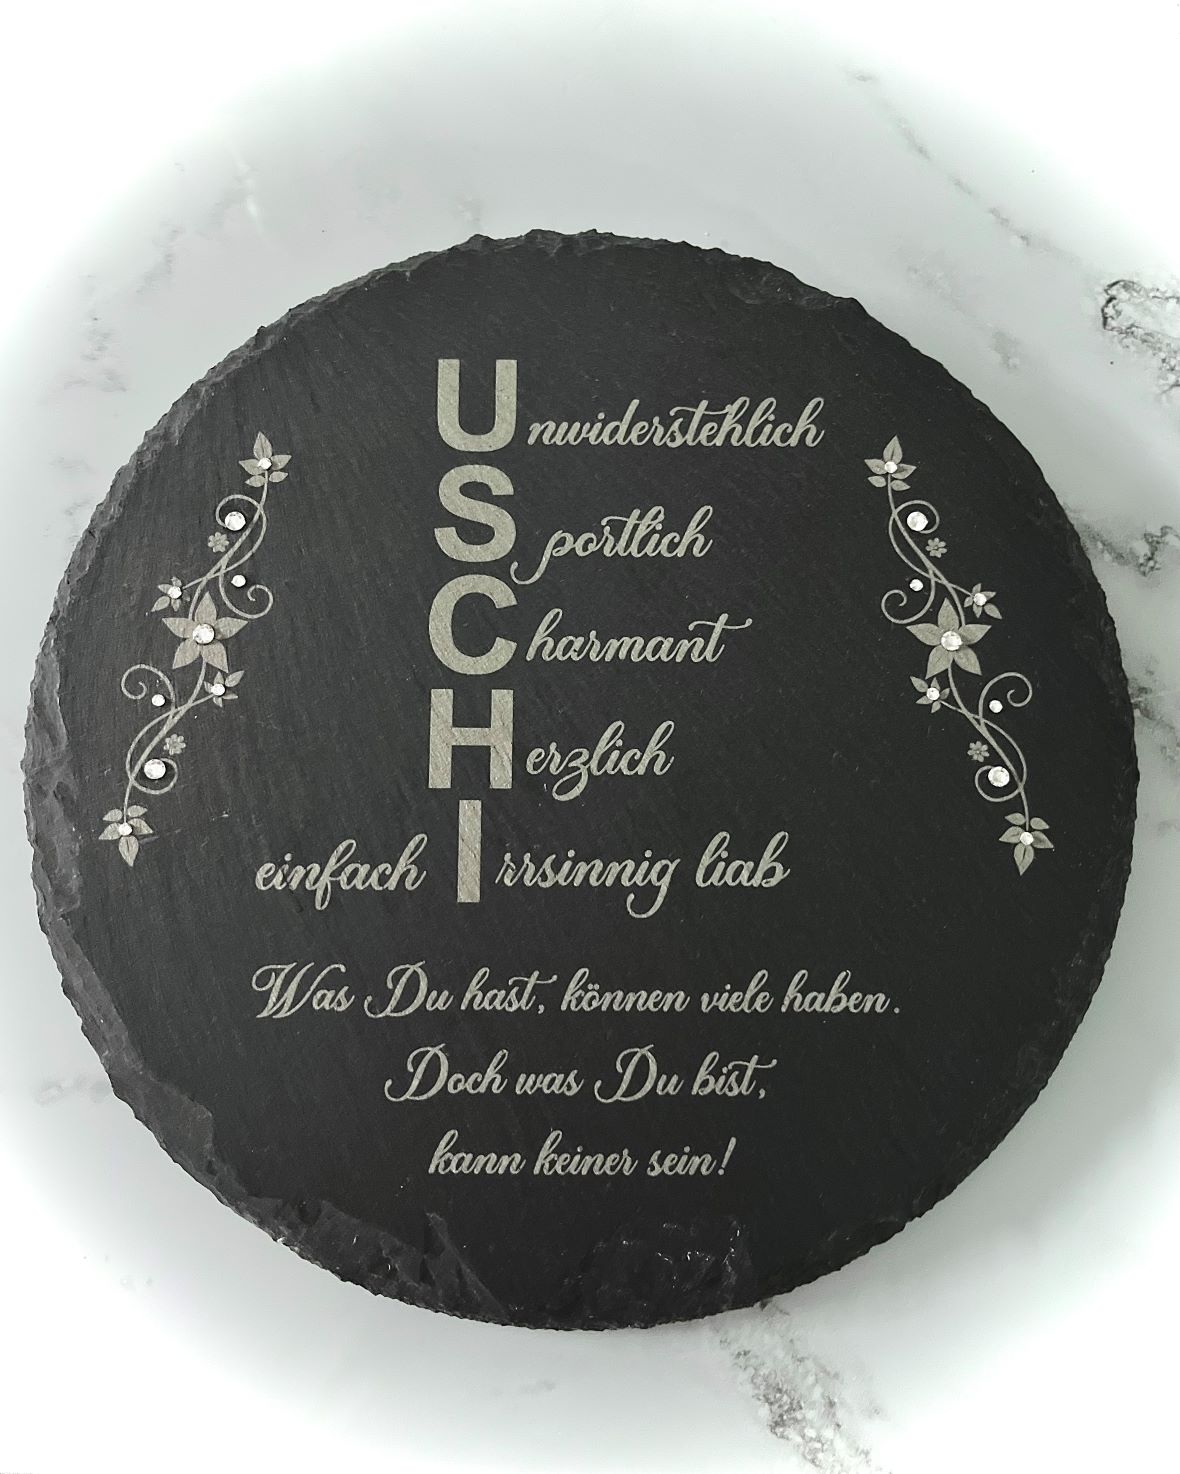 Unwiderstehlich
Sportlich
Charmant
Herzlich
einfach Irrsinnig liab
Was Du hast, können viele haben.
Doch was Du bist,
kann keiner sein!